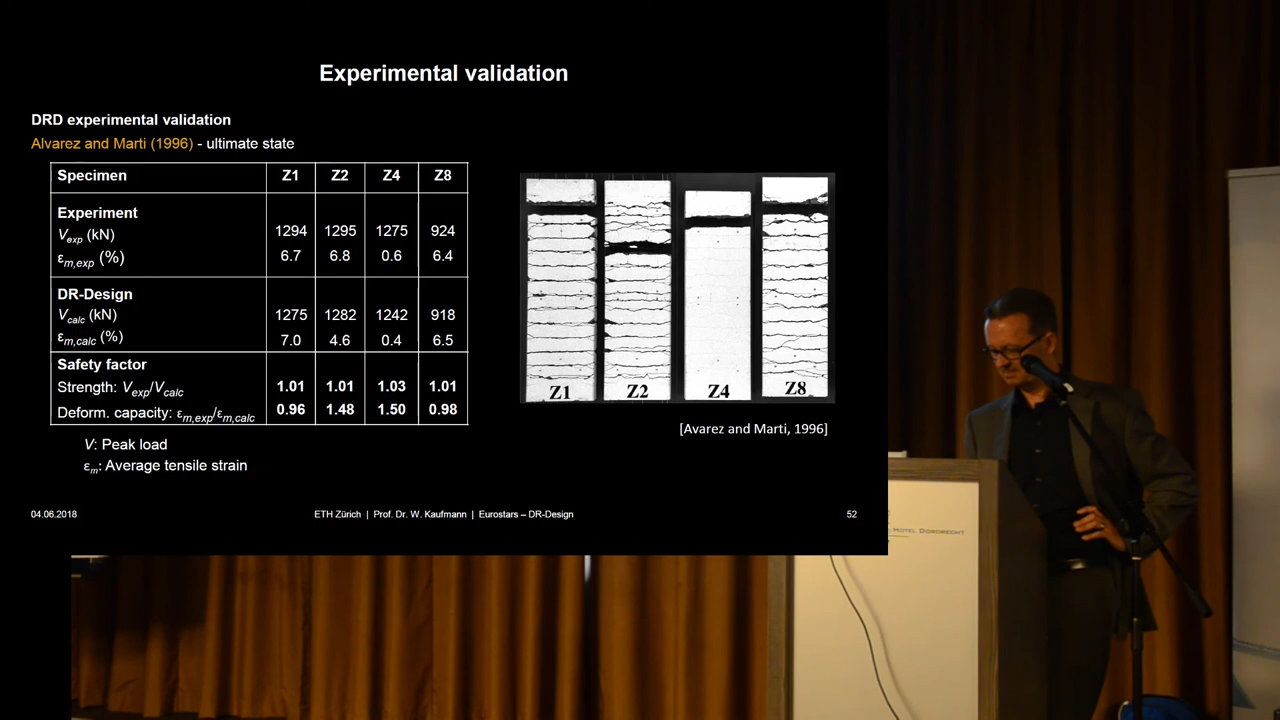 Experimental validation
DRD experimental validation
Alvarez and Marti (1996) - ultimate state
Specimen Z1 Z2 Z4 Z8
Experiment
Vexp (kN) 1294 1295 1275 924
εm,exp (%) 6.7 6.8 0.6 6.4
DR-Design
Vcalc (kN) 1275 1282 1242 918
εm,calc (%) 7.0 4.6 0.4 6.5
Safety factor
Strength: Vexp/Vcalc 1.01 1.01 1.03 1.01
Deform. capacity: εm,exp/εm,calc 0.96 1.48 1.50 0.98
V: Peak load
εm: Average tensile strain
Z1 Z2 Z4 Z8
[Avarez and Marti, 1996]
04.06.2018 ETH Zürich | Prof. Dr. W. Kaufmann | Eurostars – DR-Design 52
HOTEL DORDRECHT